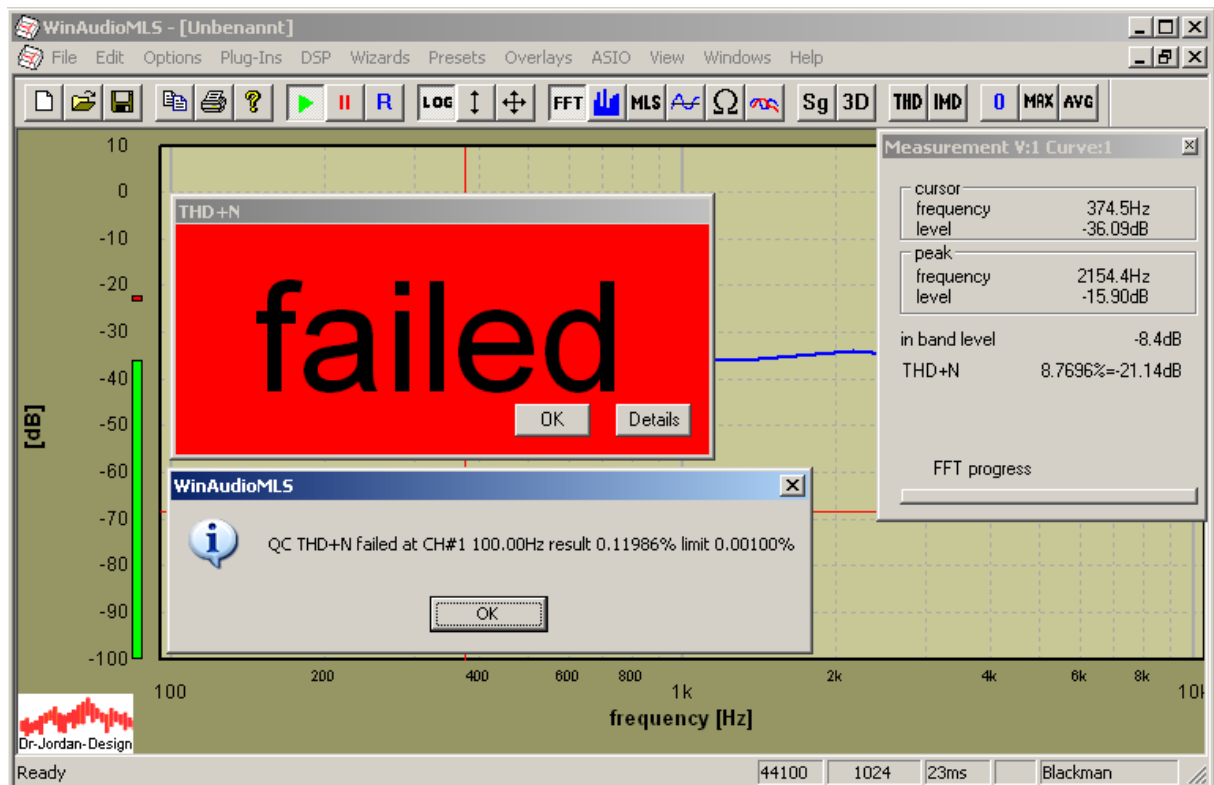 WinAudioMLS - [Unbenannt]
File Edit Options Plug-Ins DSP Wizards Presets Overlays ASIO View Windows Help
R LOG FFT MLS Ω Sg 3D THD IMD 0 MAX AVG
Measurement V:1 Curve:1
cursor
frequency 374.5Hz
level -36.09dB
peak
frequency 2154.4Hz
level -15.90dB
in band level -8.4dB
THD+N 8.7696%=-21.14dB
FFT progress
THD+N
failed
OK Details
WinAudioMLS
QC THD+N failed at CH#1 100.00Hz result 0.11986% limit 0.00100%
OK
[dB]
10
0
-10
-20
-30
-40
-50
-60
-70
-80
-90
-100
100 200 400 600 800 1k 2k 4k 6k 8k 10k
frequency [Hz]
Dr-Jordan-Design
Ready 44100 1024 23ms Blackman